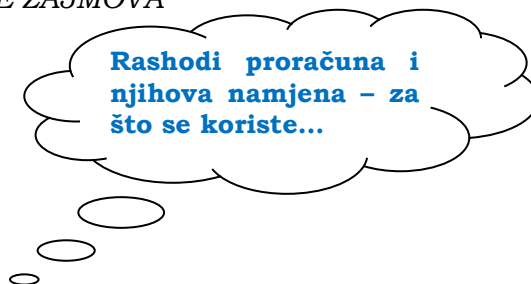 E ZAJMOVA
Rashodi proračuna i
njihova namjena – za
što se koriste...